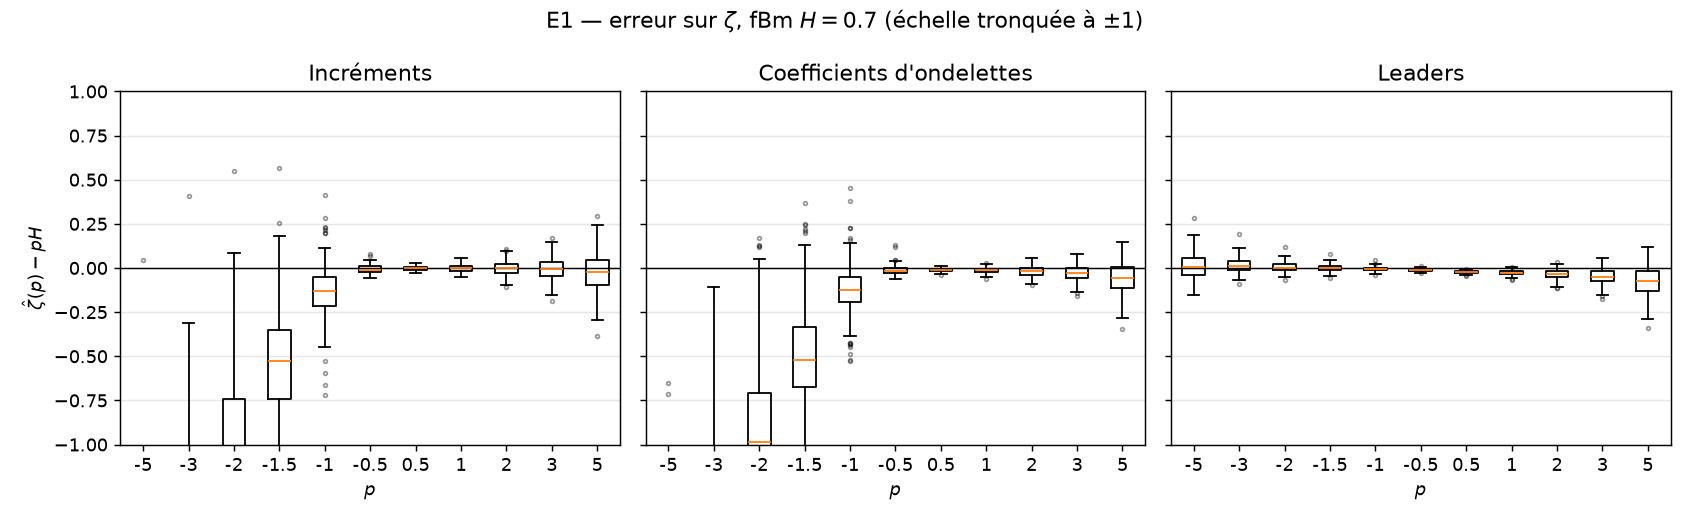 E1 — erreur sur ζ, fBm H = 0.7 (échelle tronquée à ±1)
Incréments
Coefficients d'ondelettes
Leaders
ζ̂(p) − pH
1.00
0.75
0.50
0.25
0.00
−0.25
−0.50
−0.75
−1.00
-5 -3 -2 -1.5 -1 -0.5 0.5 1 2 3 5
-5 -3 -2 -1.5 -1 -0.5 0.5 1 2 3 5
-5 -3 -2 -1.5 -1 -0.5 0.5 1 2 3 5
p
p
p